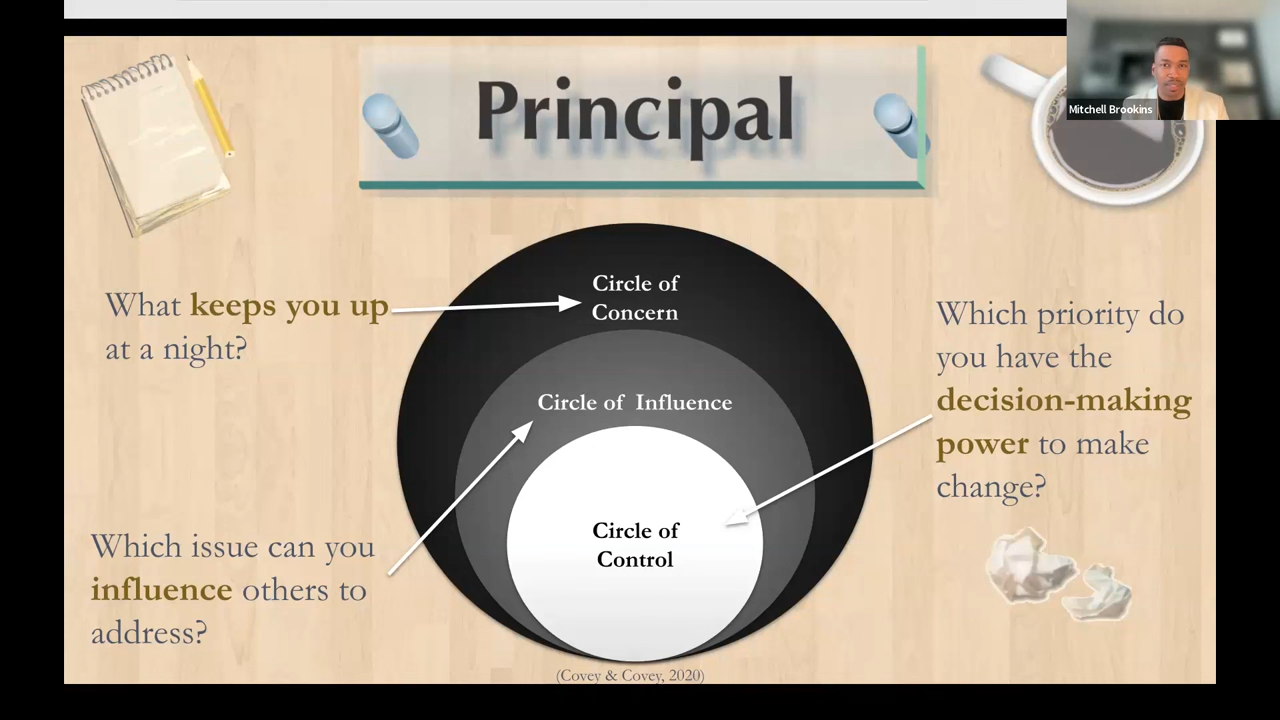 Principal
Mitchell Brookins
What keeps you up
at a night?
Circle of
Concern
Circle of Influence
Circle of
Control
Which priority do
you have the
decision-making
power to make
change?
Which issue can you
influence others to
address?
(Covey & Covey, 2020)